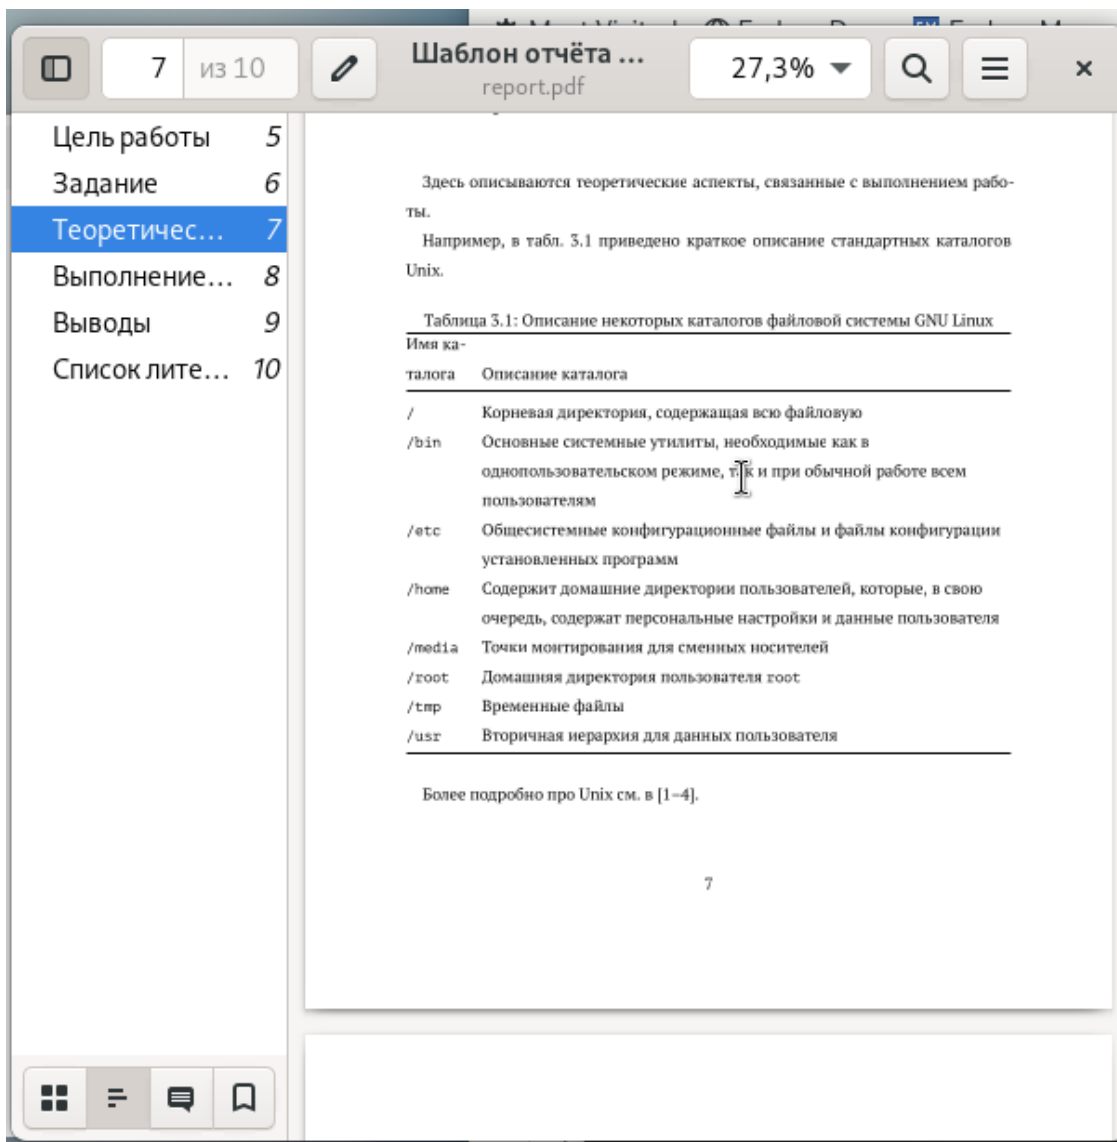 Шаблон отчёта ...
7 из 10
27,3%
report.pdf
Цель работы 5
Задание 6
Теоретичес... 7
Выполнение... 8
Выводы 9
Список лите... 10
Здесь описываются теоретические аспекты, связанные с выполнением рабо-
ты.
Например, в табл. 3.1 приведено краткое описание стандартных каталогов
Unix.
Таблица 3.1: Описание некоторых каталогов файловой системы GNU Linux
Имя ка-
талога Описание каталога
/ Корневая директория, содержащая всю файловую
/bin Основные системные утилиты, необходимые как в
однопользовательском режиме, так и при обычной работе всем
пользователям
/etc Общесистемные конфигурационные файлы и файлы конфигурации
установленных программ
/home Содержит домашние директории пользователей, которые, в свою
очередь, содержат персональные настройки и данные пользователя
/media Точки монтирования для сменных носителей
/root Домашняя директория пользователя root
/tmp Временные файлы
/usr Вторичная иерархия для данных пользователя
Более подробно про Unix см. в [1–4].
7